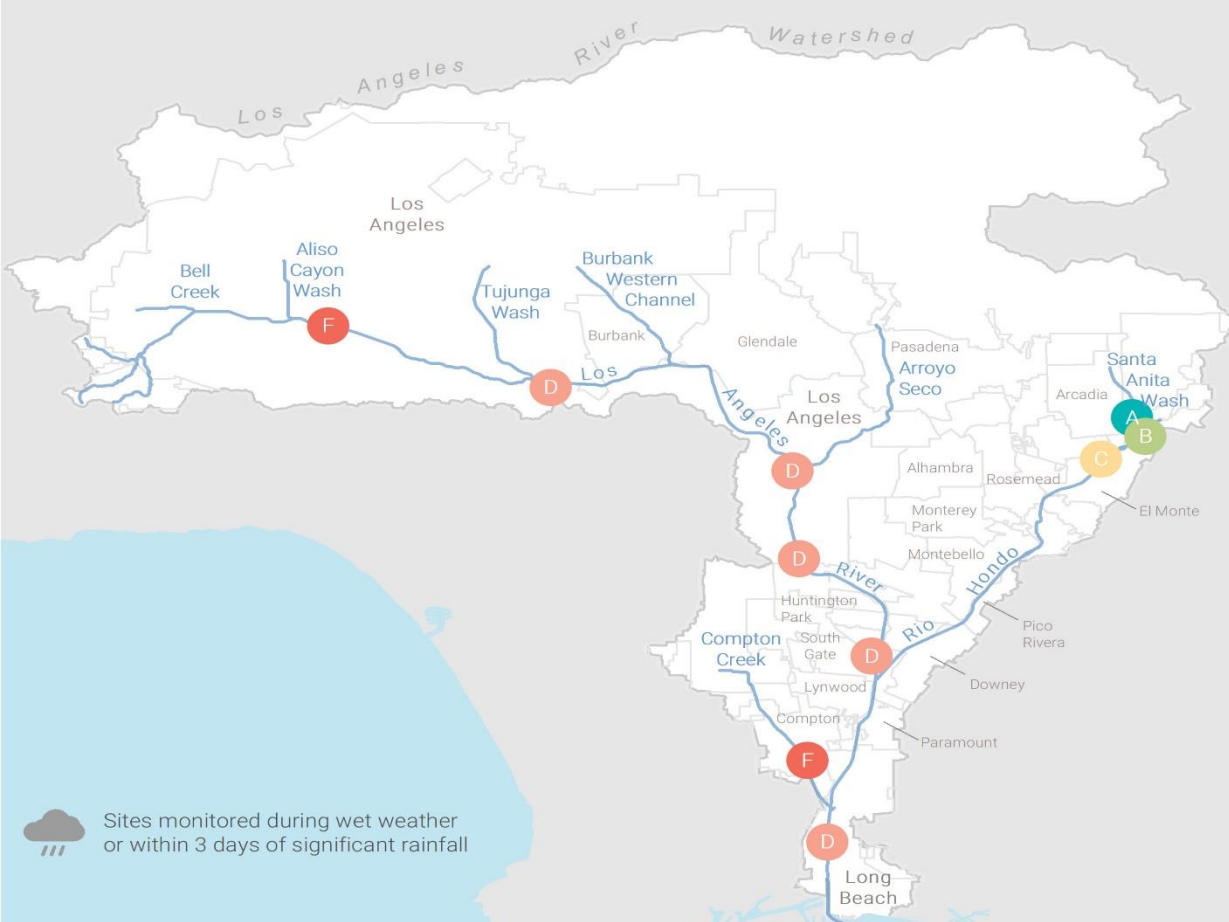 Los Angeles River Watershed
Los
Angeles
Bell
Creek
Aliso
Cayon
Wash
F
Tujunga
Wash
Burbank
Western
Channel
Burbank
D
Los
Angeles
River
Glendale
Pasadena
Arroyo
Seco
Los
Angeles
D
Santa
Anita
Wash
Arcadia
A
B
C
Alhambra
Rosemead
El Monte
Monterey
Park
Montebello
D
Rio Hondo
Huntington
Park
Pico
Rivera
Compton
Creek
South
Gate
D
Downey
Lynwood
Compton
Paramount
F
D
Long
Beach
Sites monitored during wet weather
or within 3 days of significant rainfall